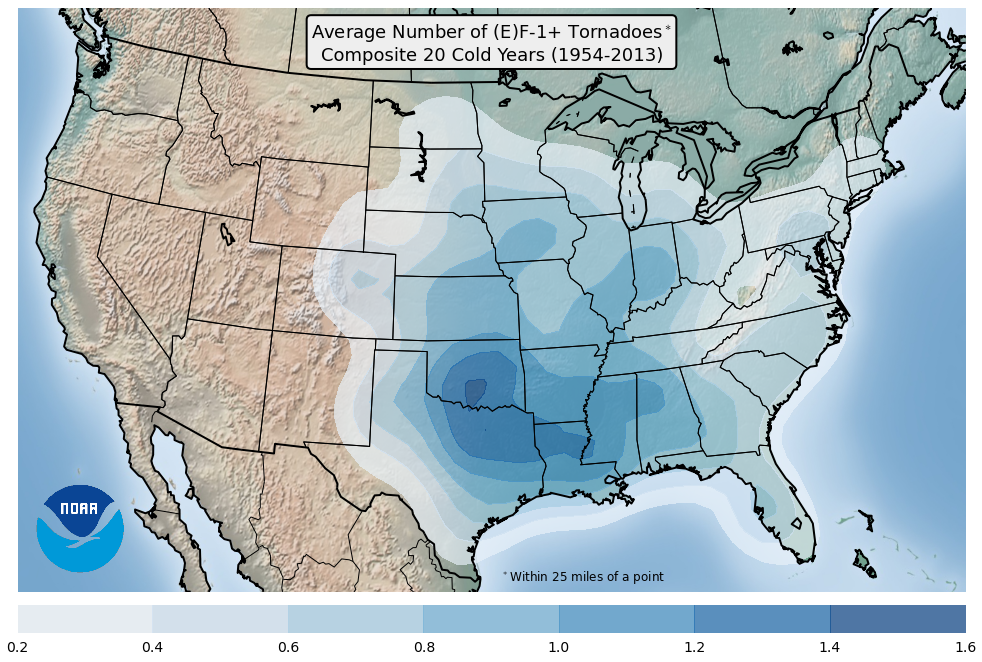 Average Number of (E)F-1+ Tornadoes*
Composite 20 Cold Years (1954-2013)
NOAA
*Within 25 miles of a point
0.2 0.4 0.6 0.8 1.0 1.2 1.4 1.6